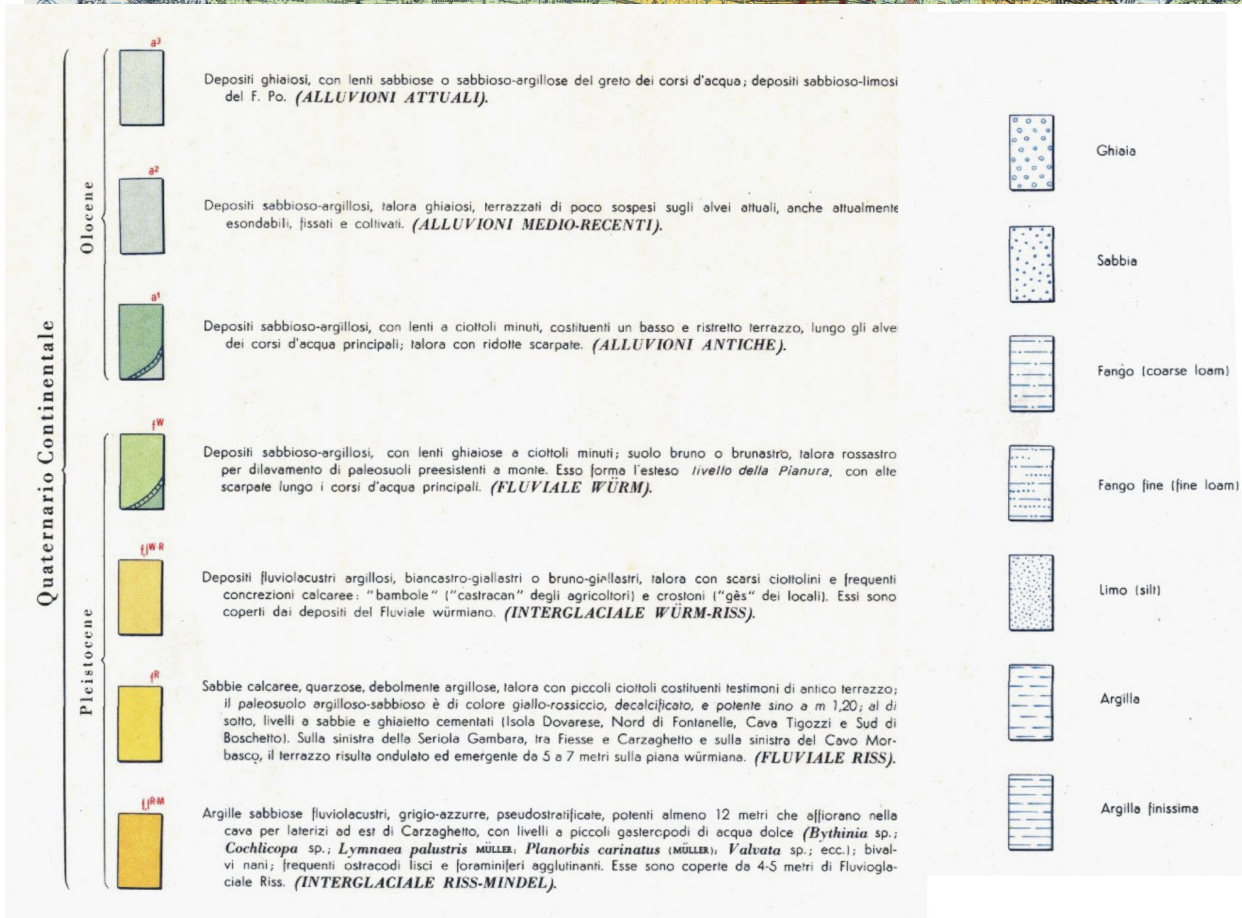 Quaternario Continentale
Olocene
a³
Depositi ghiaiosi, con lenti sabbiose o sabbioso-argillose del greto dei corsi d'acqua; depositi sabbioso-limosi
del F. Po. (ALLUVIONI ATTUALI).
a²
Depositi sabbioso-argillosi, talora ghiaiosi, terrazzati di poco sospesi sugli alvei attuali, anche attualmente
esondabili, fissati e coltivati. (ALLUVIONI MEDIO-RECENTI).
a¹
Depositi sabbioso-argillosi, con lenti a ciottoli minuti, costituenti un basso e ristretto terrazzo, lungo gli alvei
dei corsi d'acqua principali; talora con ridotte scarpate. (ALLUVIONI ANTICHE).
Pleistocene
fW
Depositi sabbioso-argillosi, con lenti ghiaiose a ciottoli minuti; suolo bruno o brunastro, talora rossastro
per dilavamento di paleosuoli preesistenti a monte. Esso forma l'esteso livello della Pianura, con alte
scarpate lungo i corsi d'acqua principali. (FLUVIALE WÜRM).
f,lW-R
Depositi fluviolacustri argillosi, biancastro-giallastri o bruno-giallastri, talora con scarsi ciottolini e frequenti
concrezioni calcaree: "bambole" ("castracan" degli agricoltori) e crostoni ("gès" dei locali). Essi sono
coperti dai depositi del Fluviale würmiano. (INTERGLACIALE WÜRM-RISS).
fR
Sabbie calcaree, quarzose, debolmente argillose, talora con piccoli ciottoli costituenti testimoni di antico terrazzo;
il paleosuolo argilloso-sabbioso è di colore giallo-rossiccio, decalcificato, e potente sino a m 1,20; al di
sotto, livelli a sabbie e ghiaietto cementati (Isola Dovarese, Nord di Fontanelle, Cava Tigozzi e Sud di
Boschetto). Sulla sinistra della Seriola Gambara, tra Fiesse e Carzaghetto e sulla sinistra del Cavo Mor-
basco, il terrazzo risulta ondulato ed emergente da 5 a 7 metri sulla piana würmiana. (FLUVIALE RISS).
f,lR-M
Argille sabbiose fluviolacustri, grigio-azzurre, pseudostratificate, potenti almeno 12 metri che affiorano nella
cava per laterizi ad est di Carzaghetto, con livelli a piccoli gasteropodi di acqua dolce (Bythinia sp.;
Cochlicopa sp.; Lymnaea palustris MÜLLER; Planorbis carinatus (MÜLLER); Valvata sp.; ecc.); bival-
vi nani; frequenti ostracodi lisci e foraminiferi agglutinanti. Esse sono coperte da 4-5 metri di Fluviogla-
ciale Riss. (INTERGLACIALE RISS-MINDEL).
Ghiaia
Sabbia
Fango (coarse loam)
Fango fine (fine loam)
Limo (silt)
Argilla
Argilla finissima